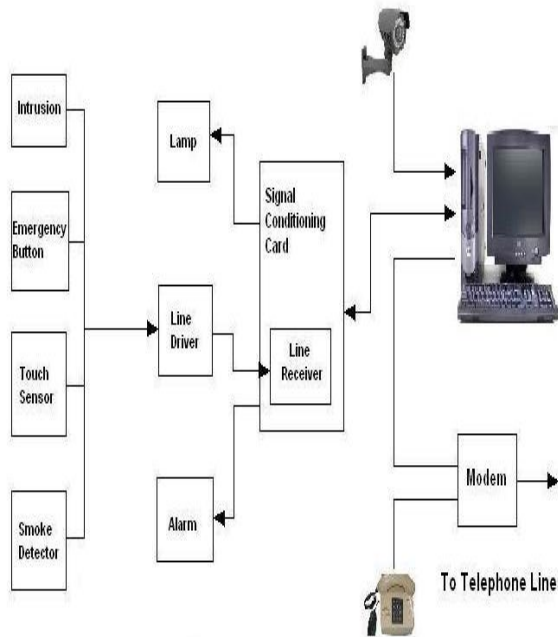 Intrusion
Emergency
Button
Touch
Sensor
Smoke
Detector
Lamp
Line
Driver
Alarm
Signal
Conditioning
Card
Line
Receiver
Modem
To Telephone Line